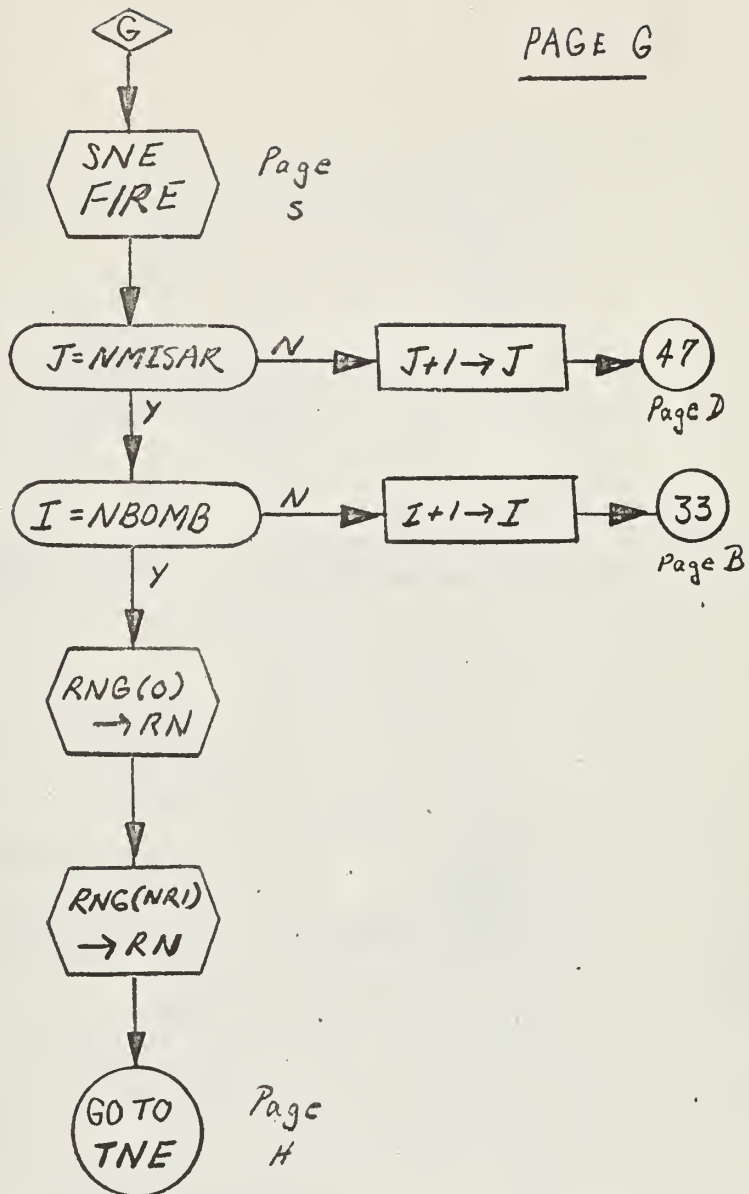 G
PAGE G
SNE
FIRE
Page
S
J=NMISAR
N
J+1→J
47
Page D
Y
I=NBOMB
N
I+1→I
33
Page B
Y
RNG(0)
→RN
RNG(NR1)
→RN
GO TO
TNE
Page
H